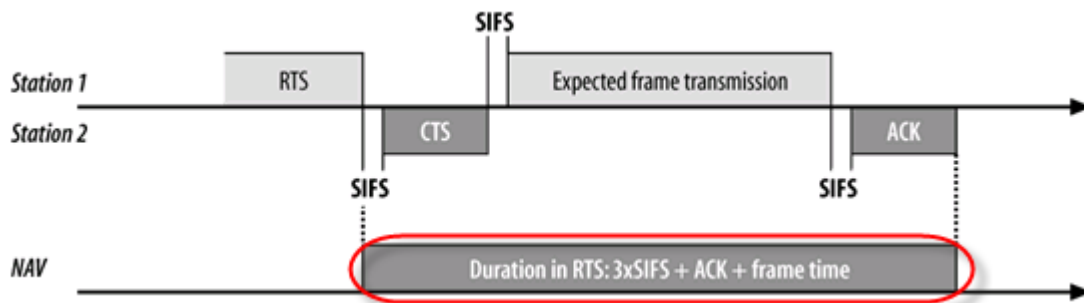 SIFS
Station 1
RTS
Expected frame transmission
Station 2
CTS
ACK
SIFS
SIFS
NAV
Duration in RTS: 3xSIFS + ACK + frame time